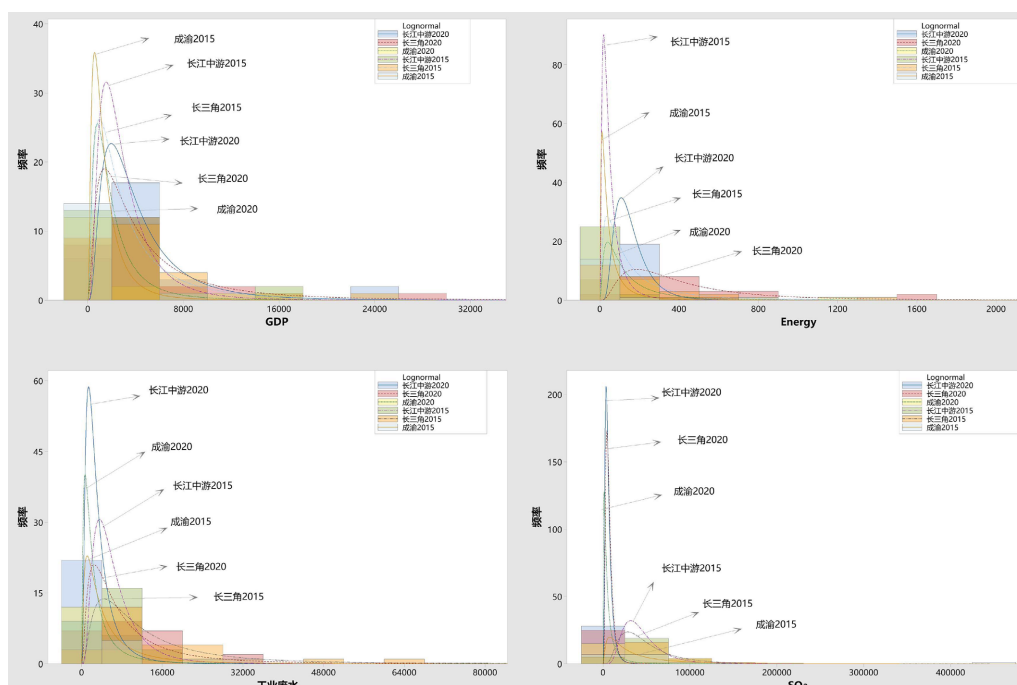 40
成渝2015
长江中游2015
长三角2015
长江中游2020
长三角2020
成渝2020
30
20
10
0
频率
0
8000
16000
24000
32000
GDP
Lognormal
长江中游2020
长三角2020
成渝2020
长江中游2015
长三角2015
成渝2015
80
60
40
20
0
频率
长江中游2015
成渝2015
长江中游2020
长三角2015
成渝2020
长三角2020
0
400
800
1200
1600
2000
Energy
Lognormal
长江中游2020
长三角2020
成渝2020
长江中游2015
长三角2015
成渝2015
60
45
30
15
0
频率
长江中游2020
成渝2020
长江中游2015
成渝2015
长三角2020
长三角2015
0
16000
32000
48000
64000
80000
工业废水
Lognormal
长江中游2020
长三角2020
成渝2020
长江中游2015
长三角2015
成渝2015
200
150
100
50
0
频率
长江中游2020
长三角2020
成渝2020
长江中游2015
长三角2015
成渝2015
0
100000
200000
300000
400000
SO₂
Lognormal
长江中游2020
长三角2020
成渝2020
长江中游2015
长三角2015
成渝2015